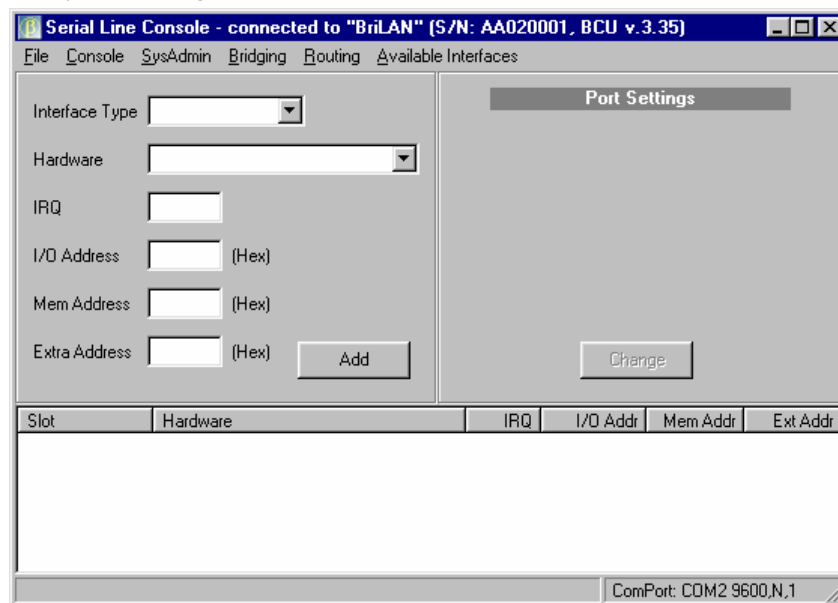 Serial Line Console - connected to "BriLAN" (S/N: AA020001, BCU v.3.35)
File Console SysAdmin Bridging Routing Available Interfaces
Interface Type
Hardware
IRQ
I/O Address (Hex)
Mem Address (Hex)
Extra Address (Hex)
Add
Port Settings
Change
Slot Hardware IRQ I/O Addr Mem Addr Ext Addr
ComPort: COM2 9600,N,1